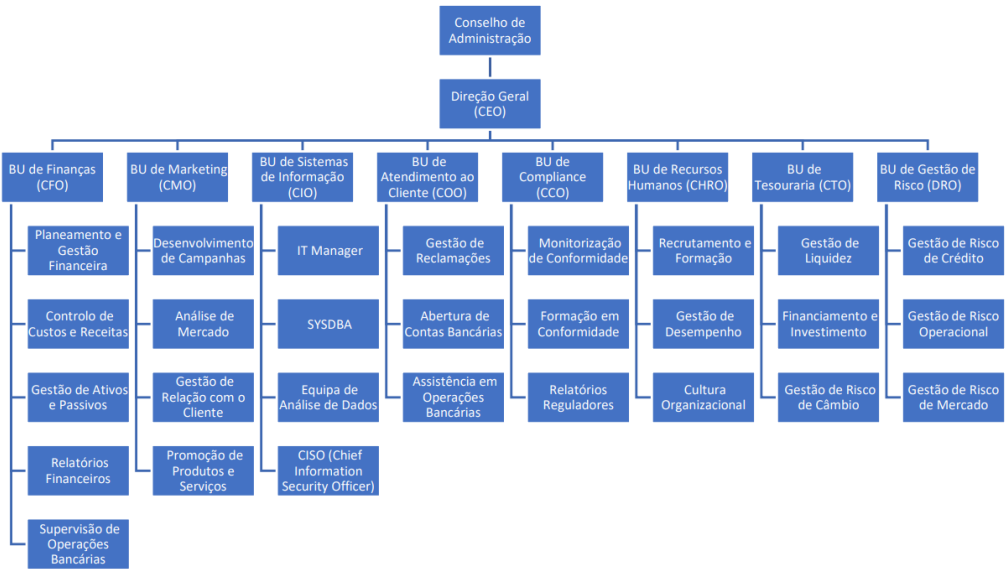 Conselho de
Administração
Direção Geral
(CEO)
BU de Finanças
(CFO)
BU de Marketing
(CMO)
BU de Sistemas
de Informação
(CIO)
BU de
Atendimento ao
Cliente (COO)
BU de
Compliance
(CCO)
BU de Recursos
Humanos (CHRO)
BU de
Tesouraria (CTO)
BU de Gestão de
Risco (DRO)
Planeamento e
Gestão
Financeira
Controlo de
Custos e Receitas
Gestão de Ativos
e Passivos
Relatórios
Financeiros
Supervisão de
Operações
Bancárias
Desenvolvimento
de Campanhas
Análise de
Mercado
Gestão de
Relação com o
Cliente
Promoção de
Produtos e
Serviços
IT Manager
SYSDBA
Equipa de
Análise de Dados
CISO (Chief
Information
Security Officer)
Gestão de
Reclamações
Abertura de
Contas Bancárias
Assistência em
Operações
Bancárias
Monitorização
de Conformidade
Formação em
Conformidade
Relatórios
Reguladores
Recrutamento e
Formação
Gestão de
Desempenho
Cultura
Organizacional
Gestão de
Liquidez
Financiamento e
Investimento
Gestão de Risco
de Câmbio
Gestão de Risco
de Crédito
Gestão de Risco
Operacional
Gestão de Risco
de Mercado